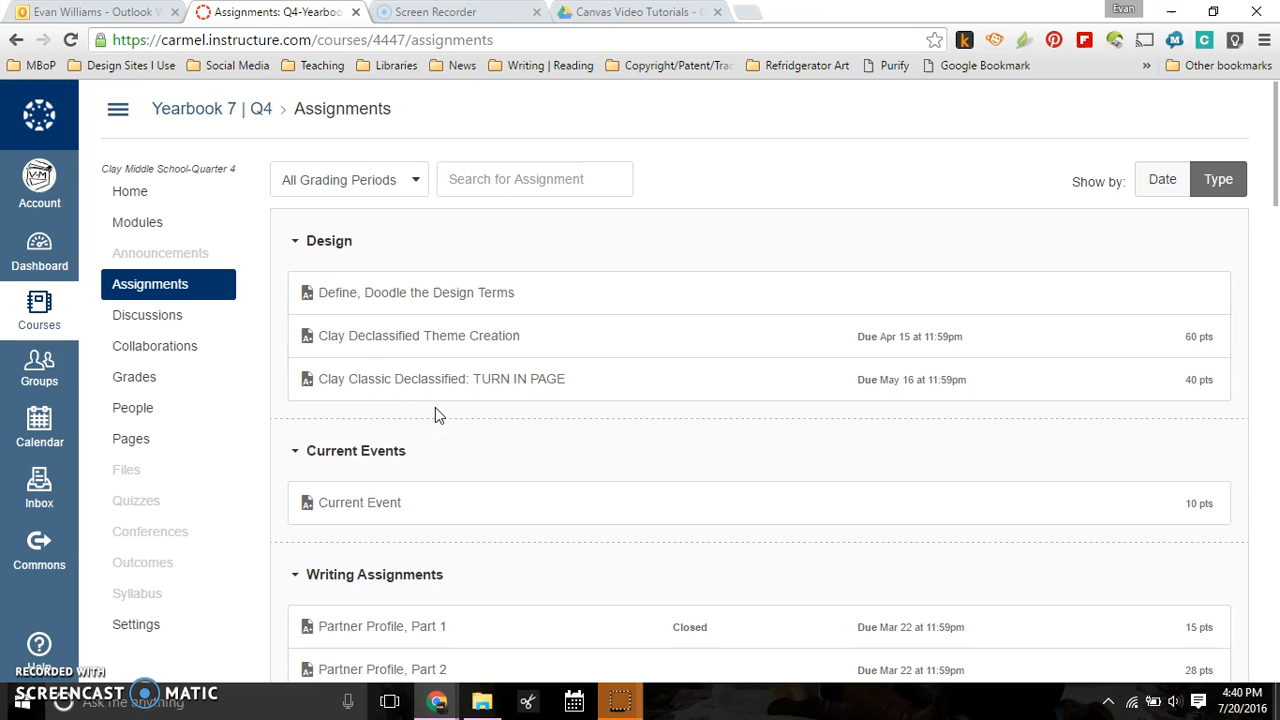 Evan Williams - Outlook W
Assignments: Q4-Yearboo
Screen Recorder
Canvas Video Tutorials - G
Evan
https://carmel.instructure.com/courses/4447/assignments
MBoP
Design Sites I Use
Social Media
Teaching
Libraries
News
Writing | Reading
Copyright/Patent/Trac
Refridgerator Art
Purify
Google Bookmark
Other bookmarks
Yearbook 7 | Q4 > Assignments
Clay Middle School-Quarter 4
Home
Modules
Announcements
Assignments
Discussions
Collaborations
Grades
People
Pages
Files
Quizzes
Conferences
Outcomes
Syllabus
Settings
Account
Dashboard
Courses
Groups
Calendar
Inbox
Commons
Help
All Grading Periods
Search for Assignment
Show by:
Date
Type
Design
Define, Doodle the Design Terms
Clay Declassified Theme Creation Due Apr 15 at 11:59pm 60 pts
Clay Classic Declassified: TURN IN PAGE Due May 16 at 11:59pm 40 pts
Current Events
Current Event 10 pts
Writing Assignments
Partner Profile, Part 1 Closed Due Mar 22 at 11:59pm 15 pts
Partner Profile, Part 2 Due Mar 22 at 11:59pm 28 pts
RECORDED WITH
SCREENCAST MATIC
Ask me anything
4:40 PM
7/20/2016